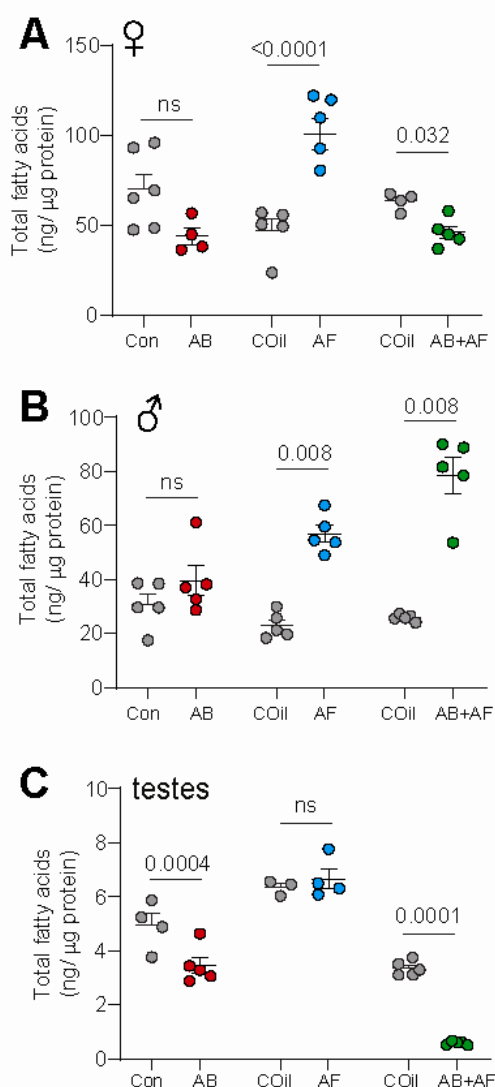 A ♀
Total fatty acids
(ng/ µg protein)
150
100
50
0
ns
<0.0001
0.032
Con AB COil AF COil AB+AF
B ♂
Total fatty acids
(ng/ µg protein)
100
80
60
40
20
0
ns
0.008
0.008
Con AB COil AF COil AB+AF
C testes
Total fatty acids
(ng/ µg protein)
10
8
6
4
2
0
0.0004
ns
0.0001
Con AB COil AF COil AB+AF